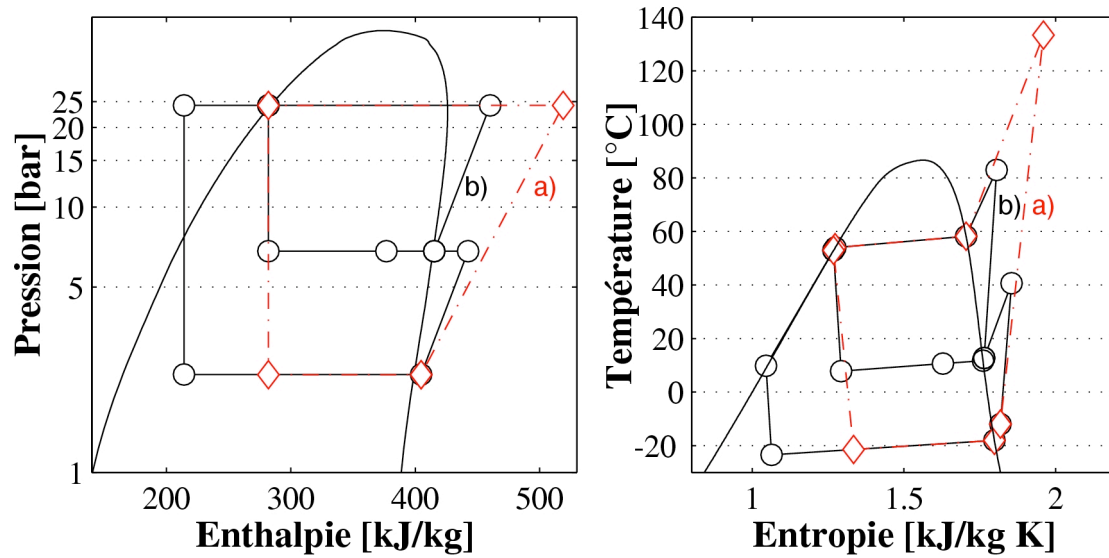 25
20
15
10
5
1
Pression [bar]
200 300 400 500
Enthalpie [kJ/kg]
b)
a)
140
120
100
80
60
40
20
0
-20
Température [°C]
1 1.5 2
Entropie [kJ/kg K]
b) a)